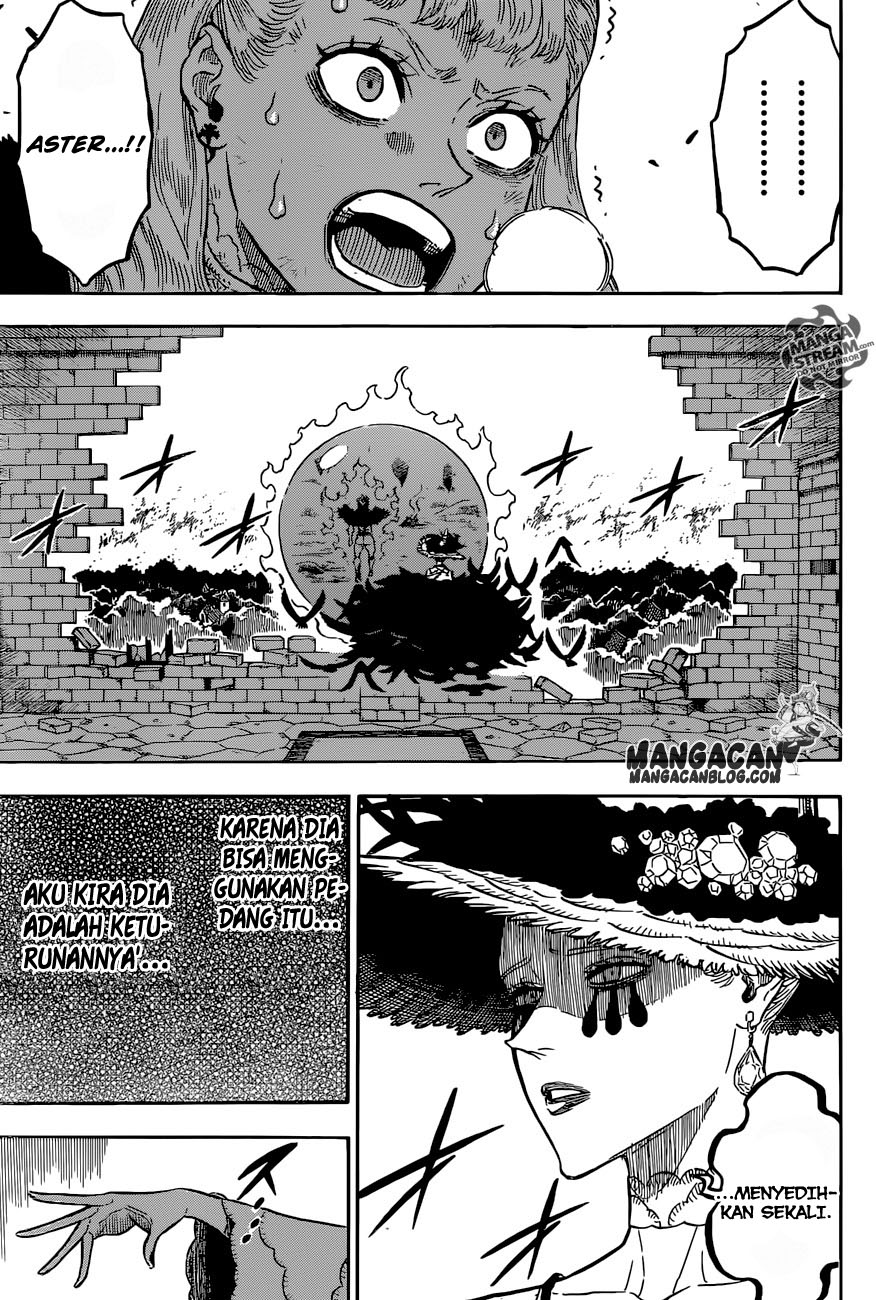 ..........
ASTER...!!
MANGA
STREAM.com
DO NOT MIRROR
MANGACAN
MANGACANBLOG.COM
...MENYEDIH-
KAN SEKALI.
KARENA DIA
BISA MENG-
GUNAKAN PE-
DANG ITU...
AKU KIRA DIA
ADALAH KETU-
RUNANNYA'...